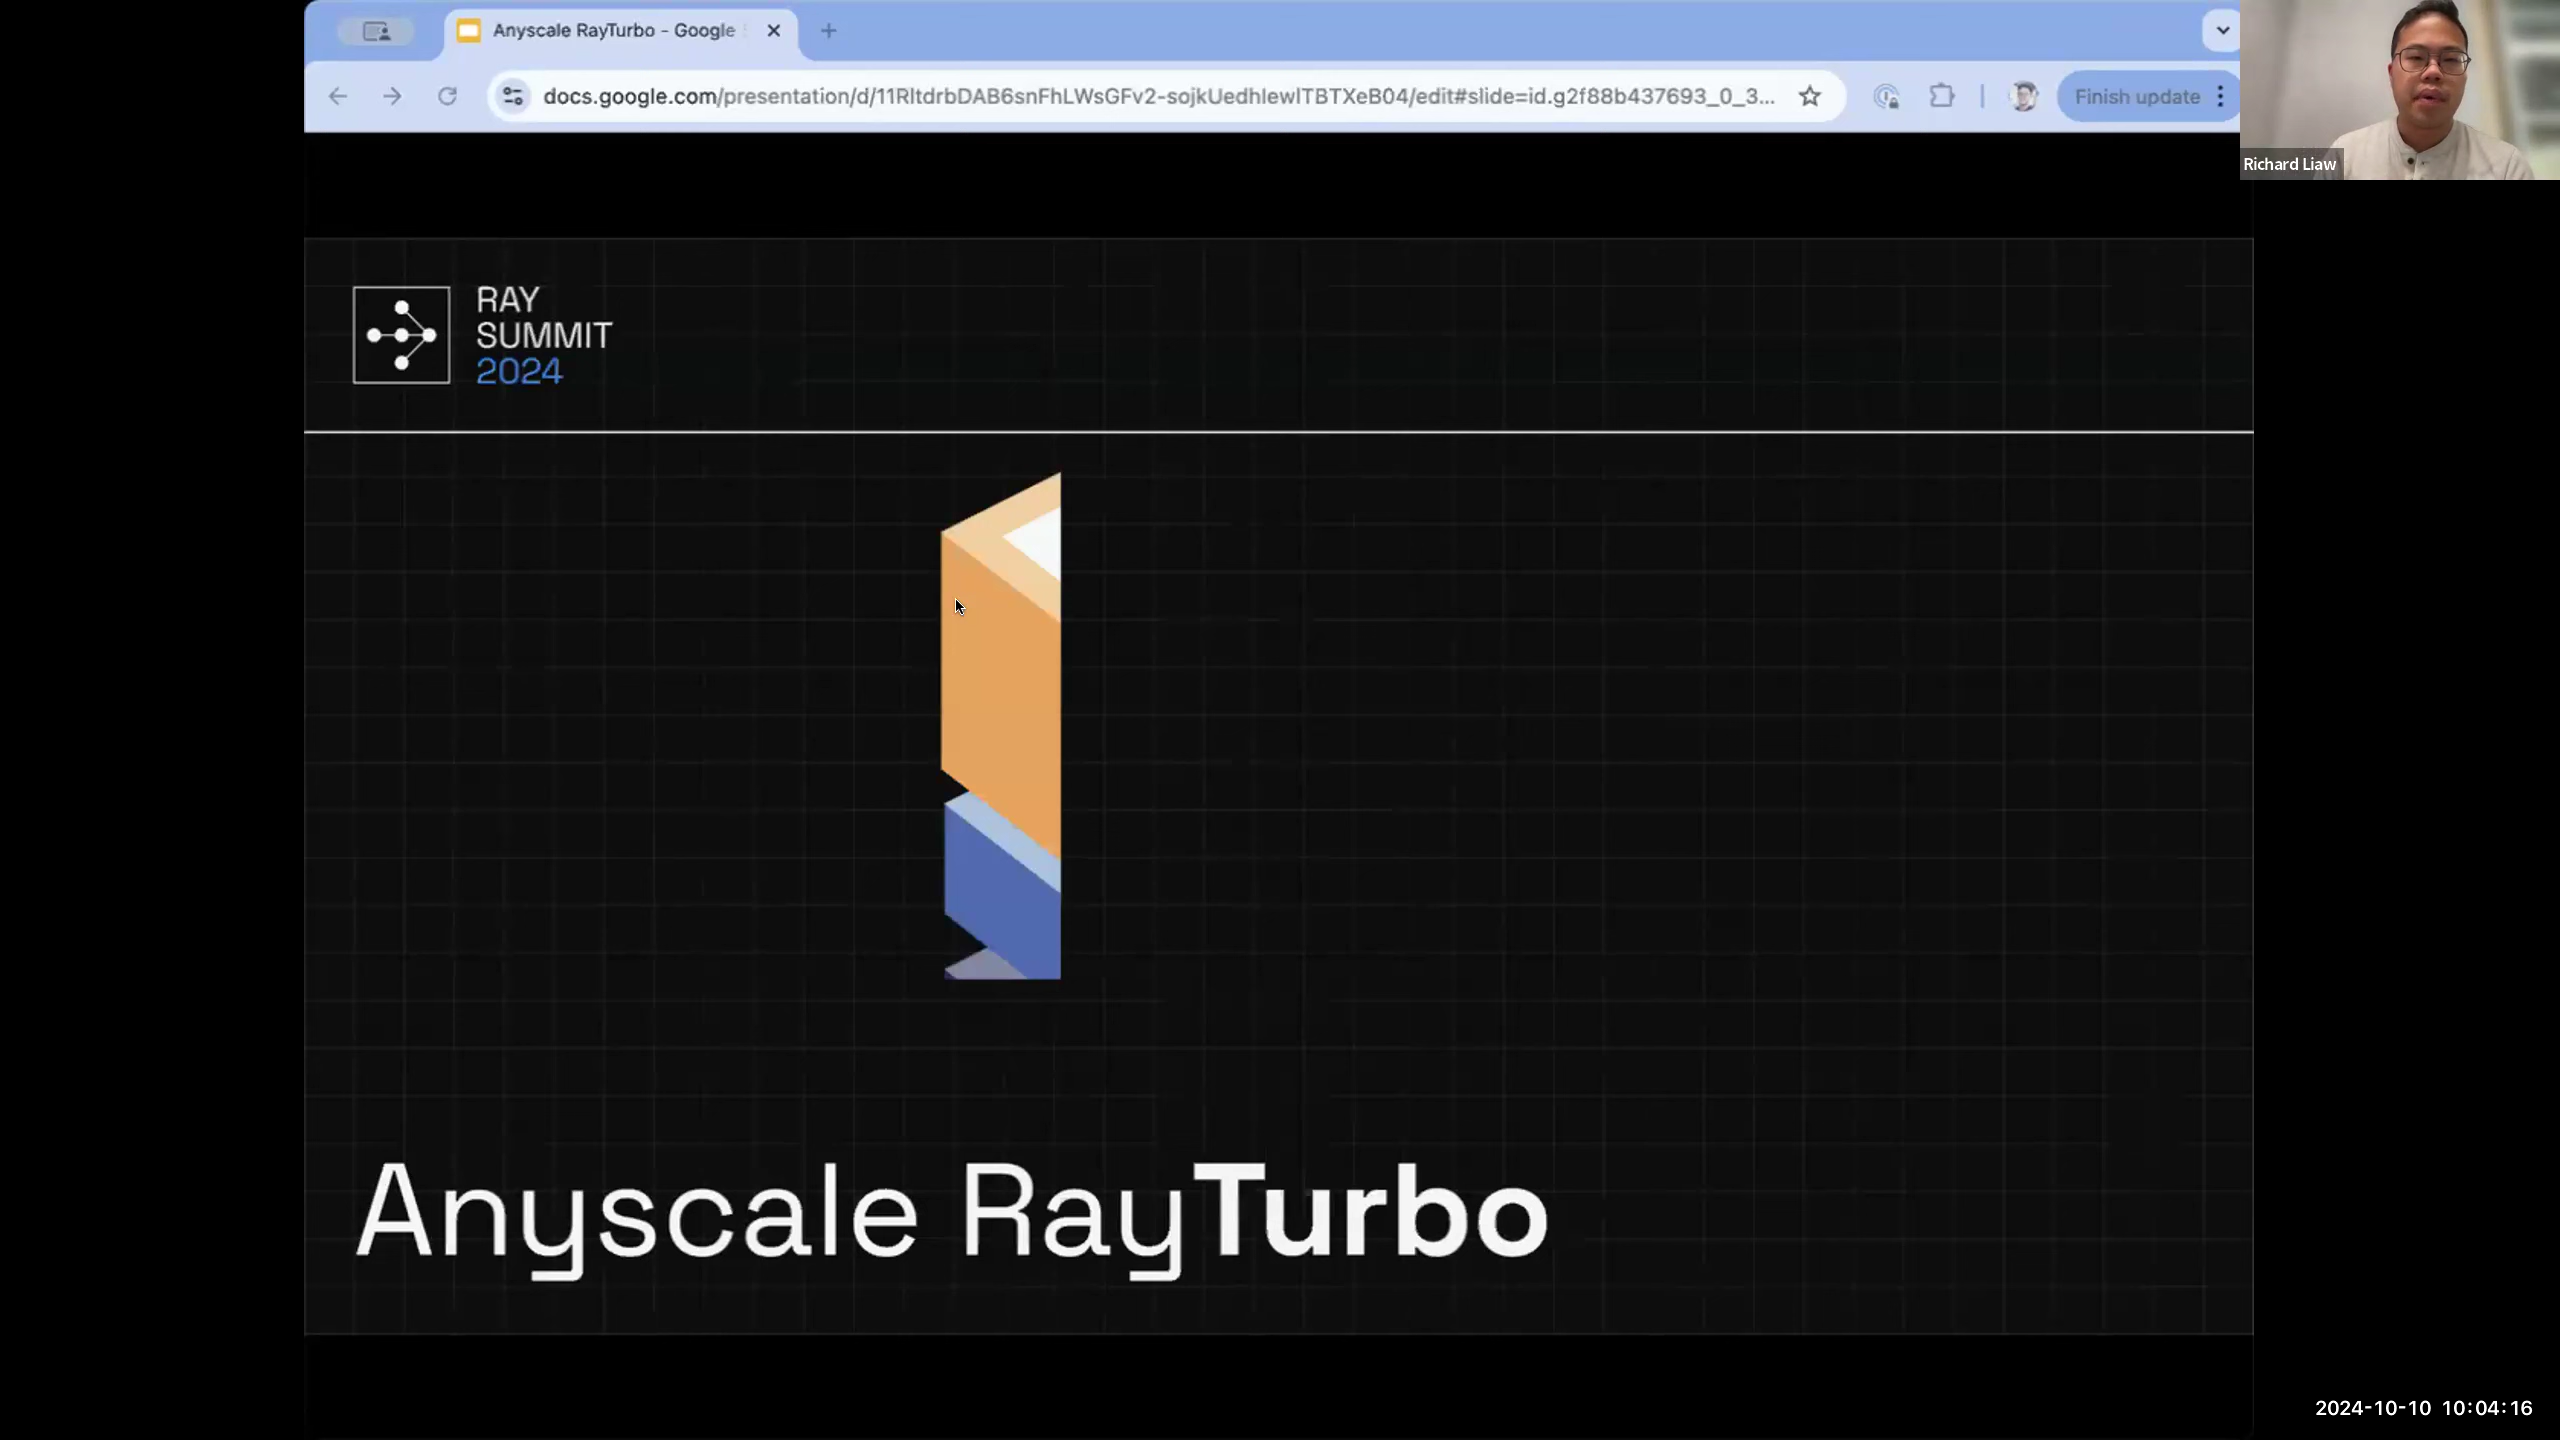 Anyscale RayTurbo - Google
docs.google.com/presentation/d/11RltdrbDAB6snFhLWsGFv2-sojkUedhlewlTBTXeB04/edit#slide=id.g2f88b437693_0_3...
Finish update
Richard Liaw
RAY
SUMMIT
2024
Anyscale RayTurbo
2024-10-10 10:04:16